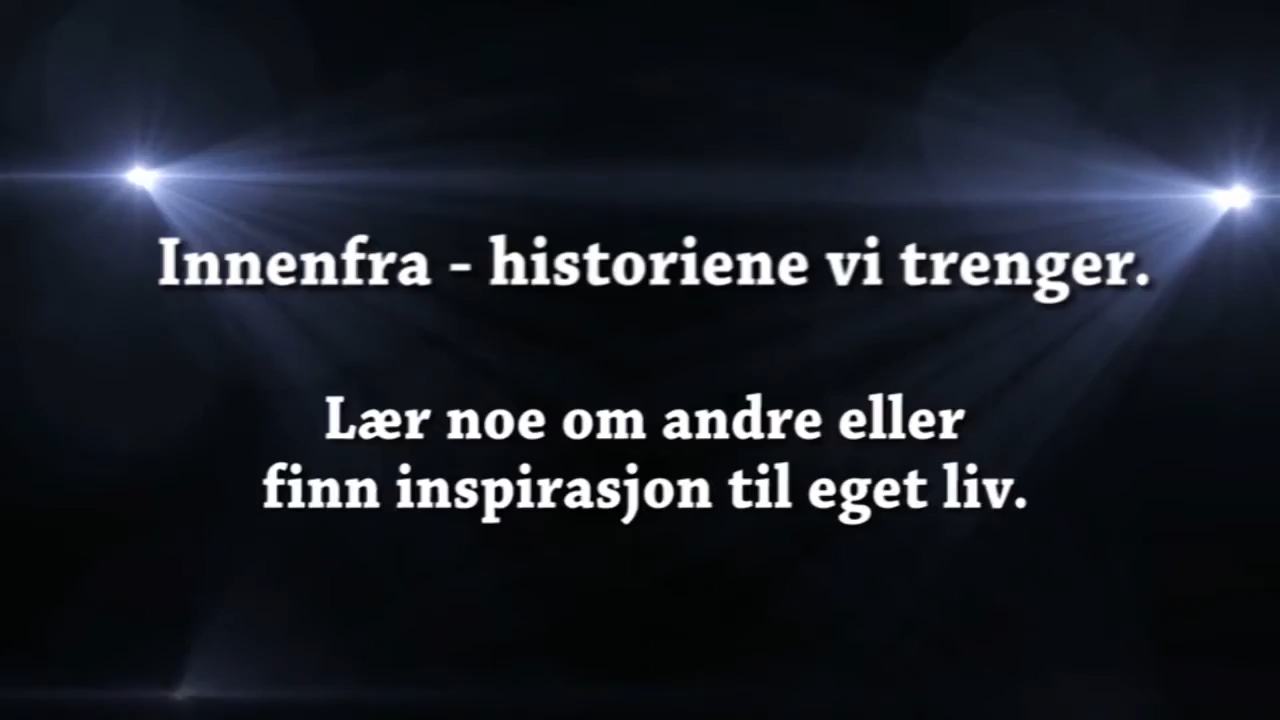 Innenfra - historiene vi trenger.
Lær noe om andre eller
finn inspirasjon til eget liv.